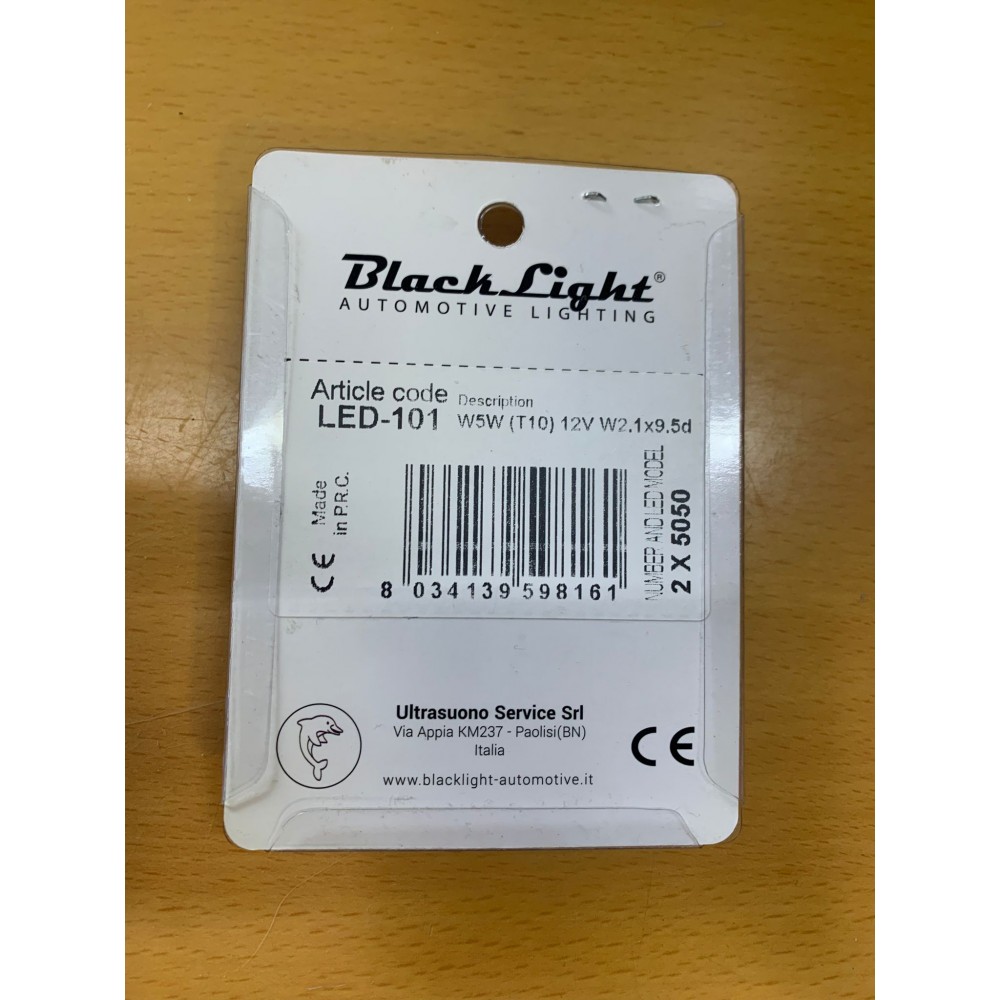 Black Light®
AUTOMOTIVE LIGHTING
Article code
LED-101
Description
W5W (T10) 12V W2.1x9.5d
CE Made
in P.R.C.
8 034139 598161
NUMBER AND LED MODEL
2 X 5050
Ultrasuono Service Srl
Via Appia KM237 - Paolisi(BN)
Italia
www.blacklight-automotive.it
CE